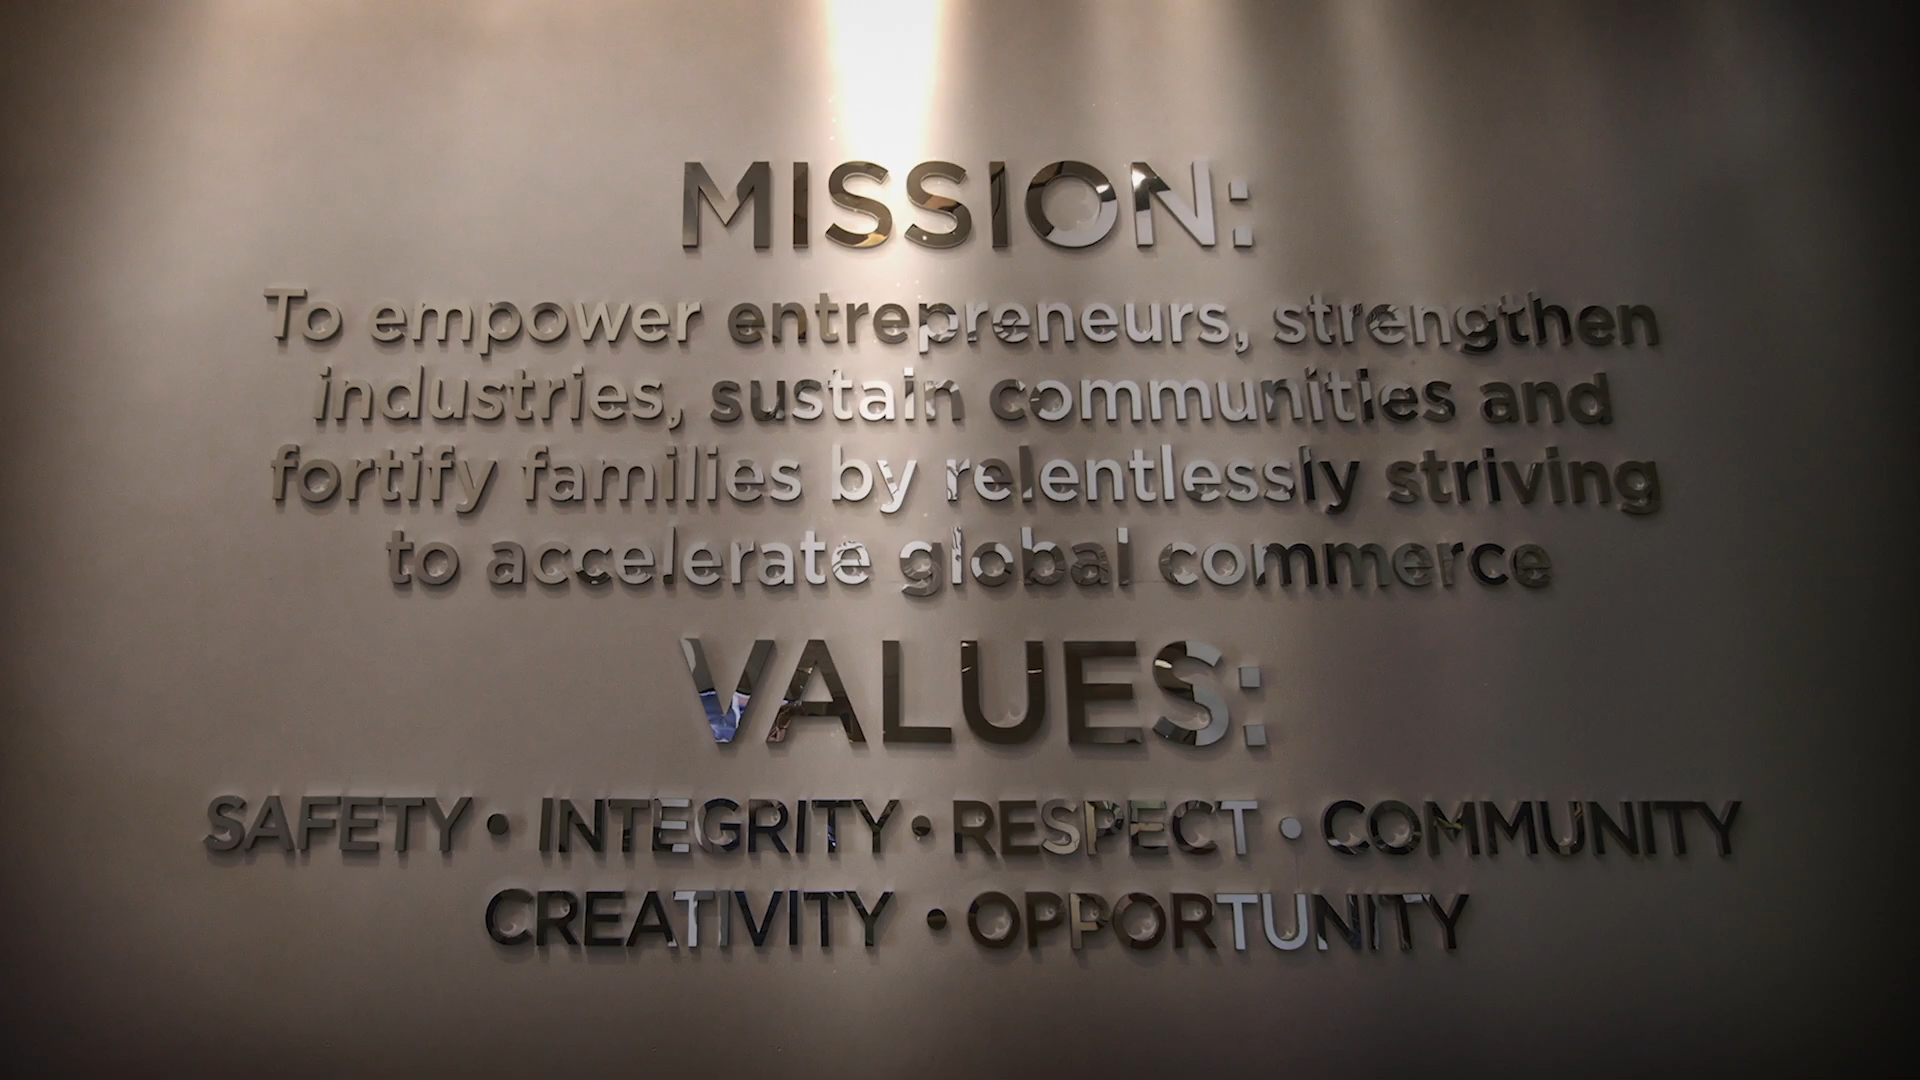 MISSION:
To empower entrepreneurs, strengthen
industries, sustain communities and
fortify families by relentlessly striving
to accelerate global commerce
VALUES:
SAFETY • INTEGRITY • RESPECT • COMMUNITY
CREATIVITY • OPPORTUNITY